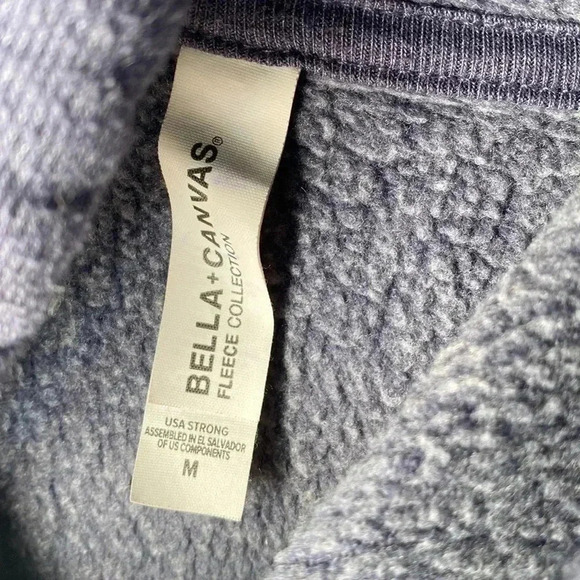 BELLA+CANVAS®
FLEECE COLLECTION
USA STRONG
ASSEMBLED IN EL SALVADOR
OF US COMPONENTS
M